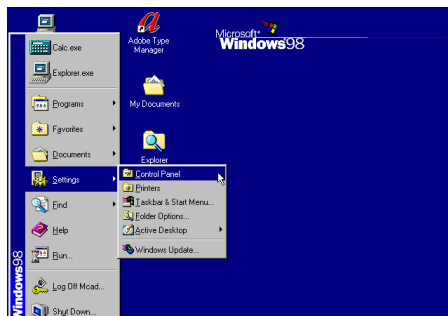 Adobe Type
Manager
Microsoft
Windows98
Calc.exe
Explorer.exe
Programs
My Documents
Favorites
Documents
Explorer
Settings
Control Panel
Printers
Taskbar & Start Menu...
Find
Folder Options...
Active Desktop
Help
Windows Update...
Run...
Log Off Mcad...
Shut Down...
Windows98